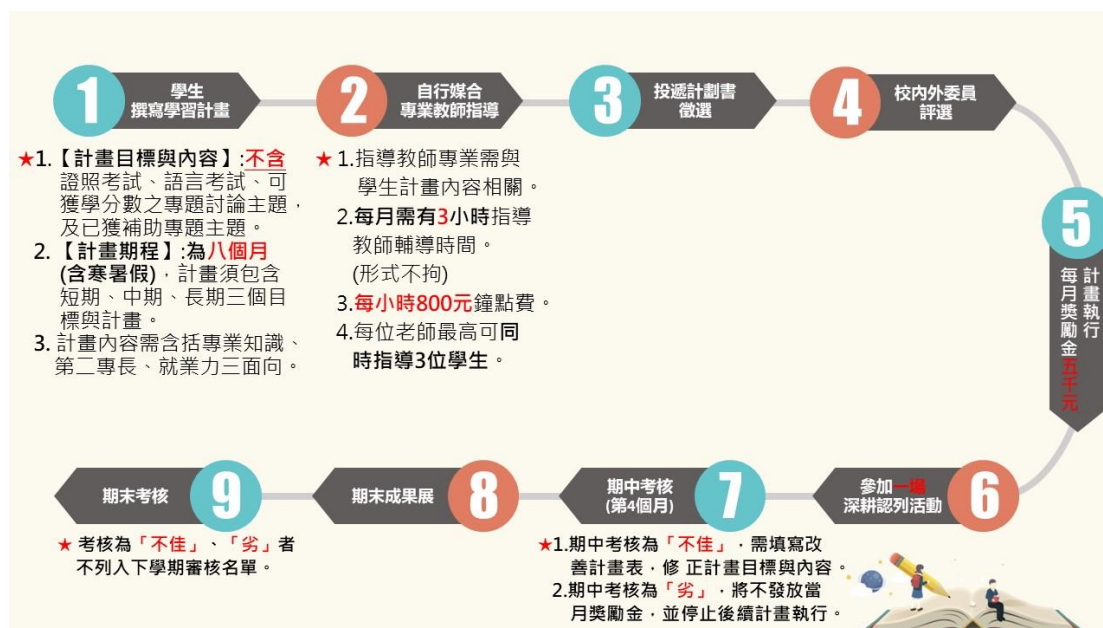 1
學生
撰寫學習計畫
2
自行媒合
專業教師指導
3
投遞計劃書
徵選
4
校內外委員
評選
★1.【計畫目標與內容】:不含
證照考試、語言考試、可
獲學分數之專題討論主題,
及已獲補助專題主題。
2.【計畫期程】:為八個月
(含寒暑假),計畫須包含
短期、中期、長期三個目
標與計畫。
3. 計畫內容需含括專業知識、
第二專長、就業力三面向。
★ 1.指導教師專業需與
學生計畫內容相關。
2.每月需有3小時指導
教師輔導時間。
(形式不拘)
3.每小時800元鐘點費。
4.每位老師最高可同
時指導3位學生。
5
計畫執行
每月獎勵金五千元
6
參加一場
深耕認列活動
7
期中考核
(第4個月)
★1.期中考核為「不佳」,需填寫改
善計畫表,修 正計畫目標與內容。
2.期中考核為「劣」,將不發放當
月獎勵金,並停止後續計畫執行。
8
期末成果展
9
期末考核
★ 考核為「不佳」、「劣」者
不列入下學期審核名單。